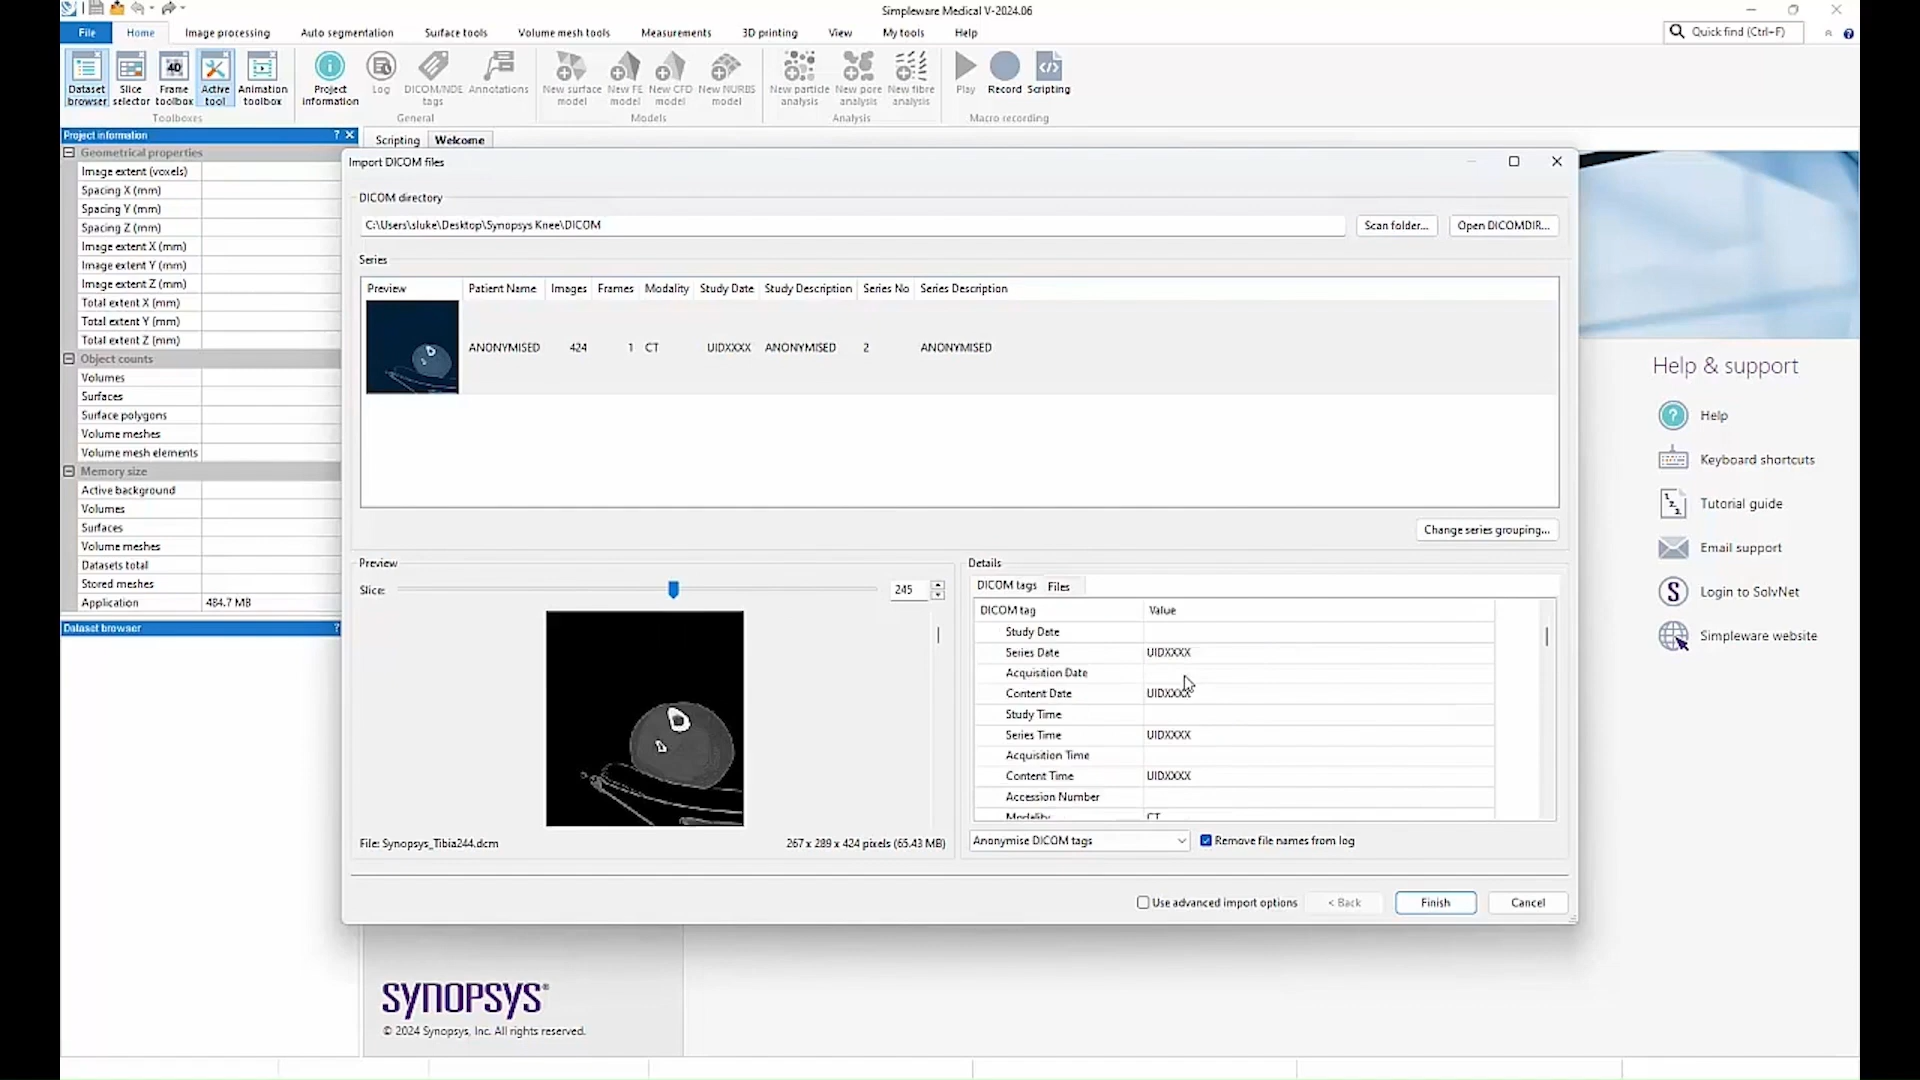 Simpleware Medical V-2024.06
File Home Image processing Auto segmentation Surface tools Volume mesh tools Measurements 3D printing View My tools Help Quick find (Ctrl+F)
Dataset browser Slice selector Frame toolbox Active tool Animation toolbox Project information Log DICOM/NDE tags Annotations New surface model New FE model New CFD model New NURBS model New particle analysis New pore analysis New fibre analysis Play Record Scripting
Toolboxes General Models Analysis Macro recording
Project information ?
Scripting Welcome
Geometrical properties
Image extent (voxels)
Spacing X (mm)
Spacing Y (mm)
Spacing Z (mm)
Image extent X (mm)
Image extent Y (mm)
Image extent Z (mm)
Total extent X (mm)
Total extent Y (mm)
Total extent Z (mm)
Object counts
Volumes
Surfaces
Surface polygons
Volume meshes
Volume mesh elements
Memory size
Active background
Volumes
Surfaces
Volume meshes
Datasets total
Stored meshes
Application 484.7 MB
Dataset browser ?
Import DICOM files
DICOM directory
C:\Users\sluke\Desktop\Synopsys Knee\DICOM Scan folder... Open DICOMDIR...
Series
Preview Patient Name Images Frames Modality Study Date Study Description Series No Series Description
ANONYMISED 424 1 CT UIDXXXX ANONYMISED 2 ANONYMISED
Change series grouping...
Preview
Slice: 245
File: Synopsys_Tibia244.dcm 267 x 289 x 424 pixels (65.43 MB)
Details
DICOM tags Files
DICOM tag Value
Study Date
Series Date UIDXXXX
Acquisition Date
Content Date UIDXXXX
Study Time
Series Time UIDXXXX
Acquisition Time
Content Time UIDXXXX
Accession Number
Modality CT
Anonymise DICOM tags Remove file names from log
Use advanced import options < Back Finish Cancel
Help & support
? Help
Keyboard shortcuts
Tutorial guide
Email support
S Login to SolvNet
Simpleware website
SYNOPSYS®
© 2024 Synopsys, Inc. All rights reserved.